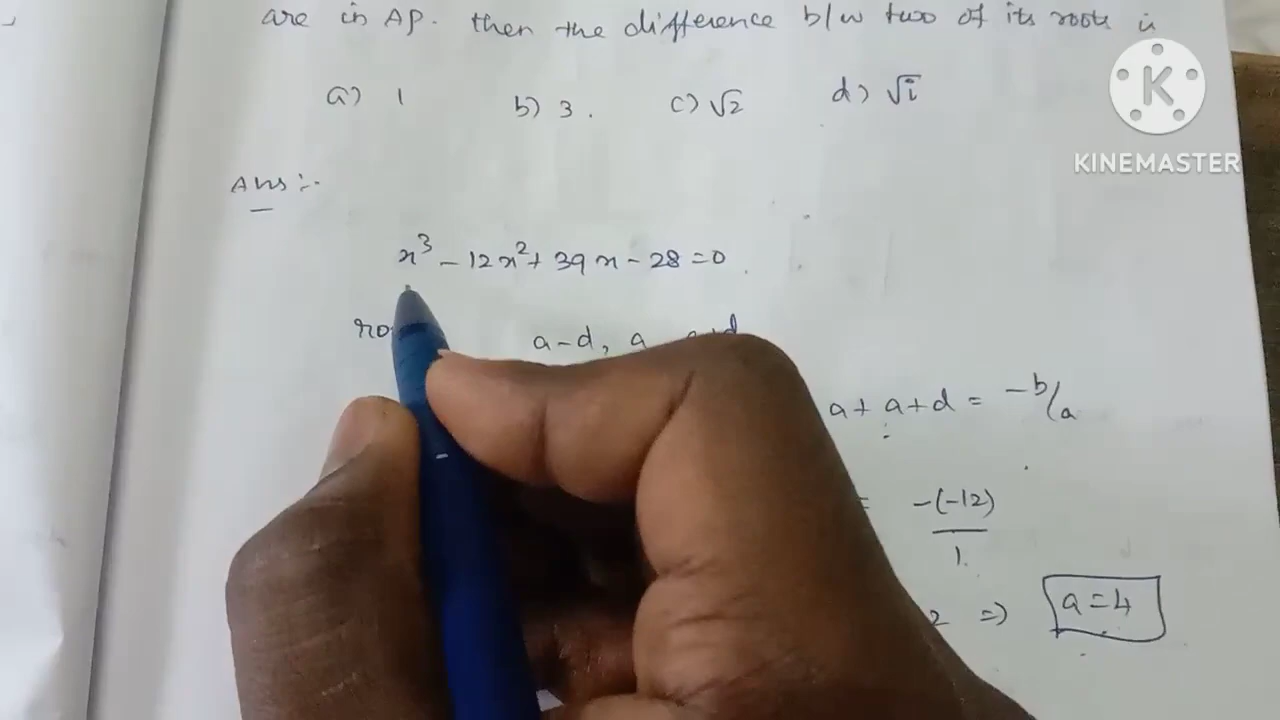 are in AP. then the difference b/w two of its roots is
a) 1 b) 3. c) √2 d) √i
K
KINEMASTER
Ans :-
x³ - 12x² + 39x - 28 = 0
a-d, a
a + a + d = -b/a
-(-12)
1
=) a = 4